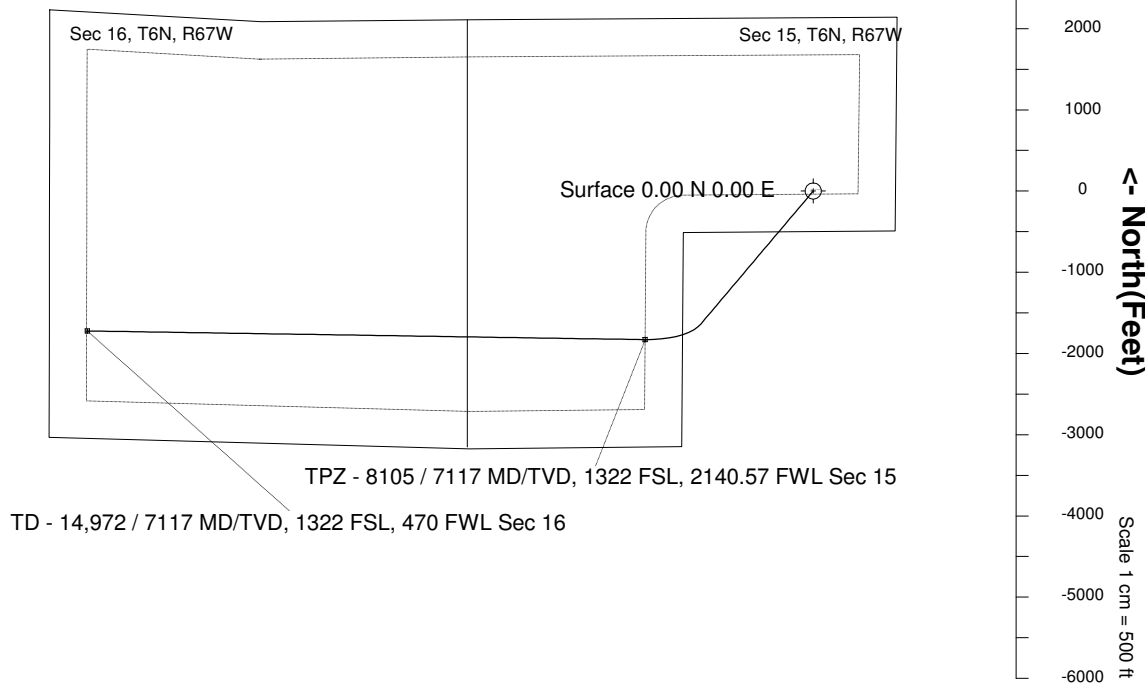 2000
Sec 16, T6N, R67W
Sec 15, T6N, R67W
1000
Surface 0.00 N 0.00 E
0
<- North(Feet)
-1000
-2000
-3000
TPZ - 8105 / 7117 MD/TVD, 1322 FSL, 2140.57 FWL Sec 15
TD - 14,972 / 7117 MD/TVD, 1322 FSL, 470 FWL Sec 16
-4000
Scale 1 cm = 500 ft
-5000
-6000